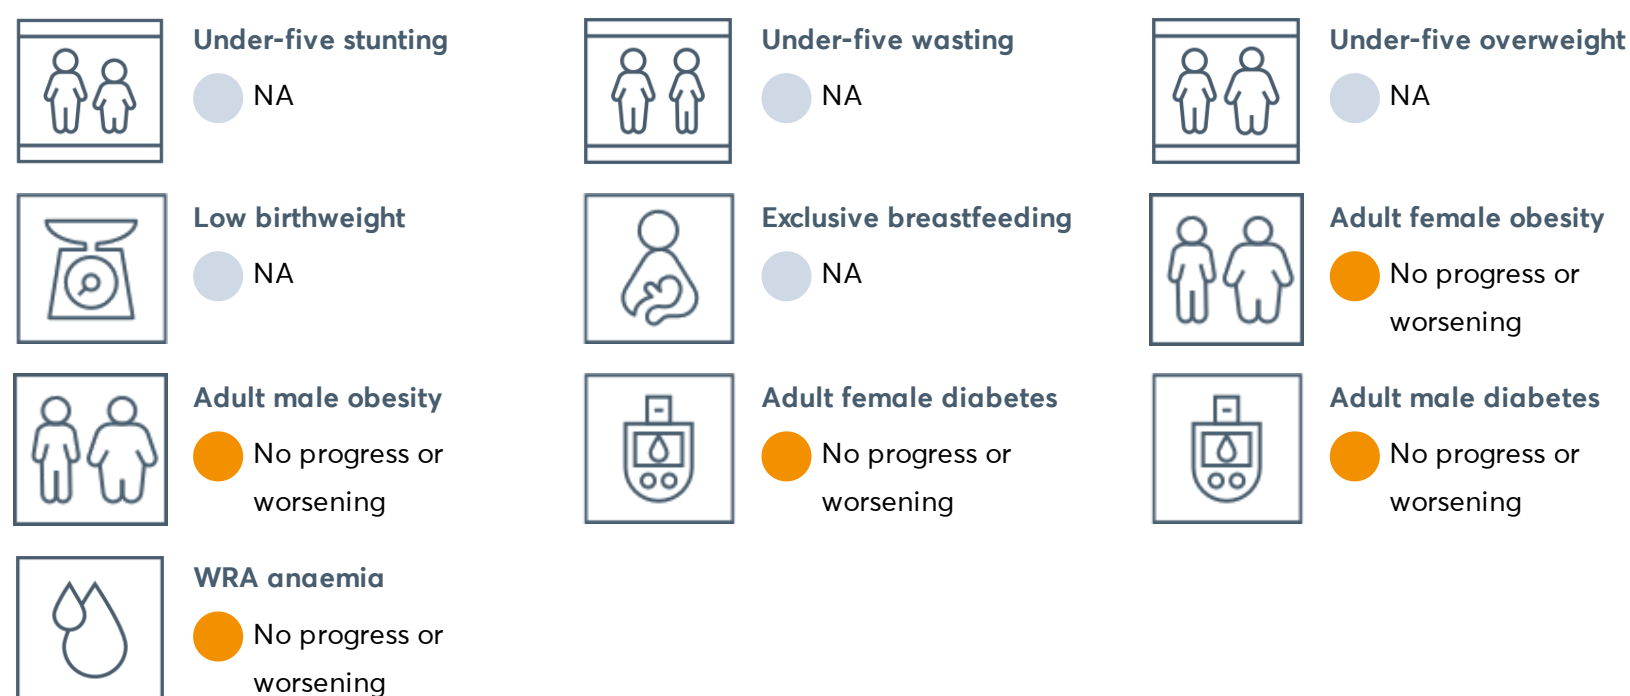 Under-five stunting
NA
Under-five wasting
NA
Under-five overweight
NA
Low birthweight
NA
Exclusive breastfeeding
NA
Adult female obesity
No progress or
worsening
Adult male obesity
No progress or
worsening
Adult female diabetes
No progress or
worsening
Adult male diabetes
No progress or
worsening
WRA anaemia
No progress or
worsening